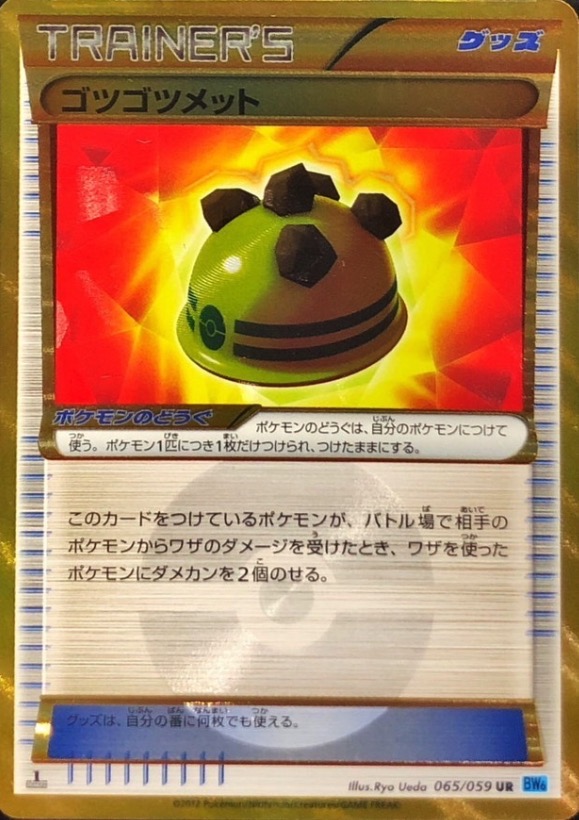 TRAINER'S
グッズ
ゴツゴツメット
ポケモンのどうぐ
ポケモンのどうぐは、自分のポケモンにつけて
使う。ポケモン1匹につき1枚だけつけられ、つけたままにする。
このカードをつけているポケモンが、バトル場で相手の
ポケモンからワザのダメージを受けたとき、ワザを使った
ポケモンにダメカンを2個のせる。
グッズは、自分の番に何枚でも使える。
1
Illus.Ryo Ueda 065/059 UR BW6
©2012 Pokémon/Nintendo/Creatures/GAME FREAK.